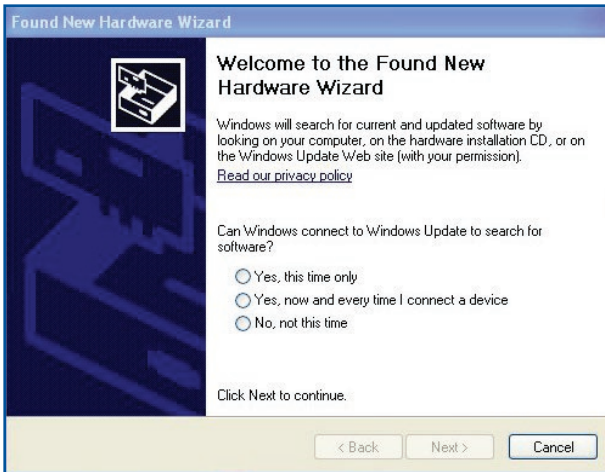 Found New Hardware Wizard
Welcome to the Found New
Hardware Wizard
Windows will search for current and updated software by
looking on your computer, on the hardware installation CD, or on
the Windows Update Web site (with your permission).
Read our privacy policy
Can Windows connect to Windows Update to search for
software?
Yes, this time only
Yes, now and every time I connect a device
No, not this time
Click Next to continue.
< Back Next > Cancel